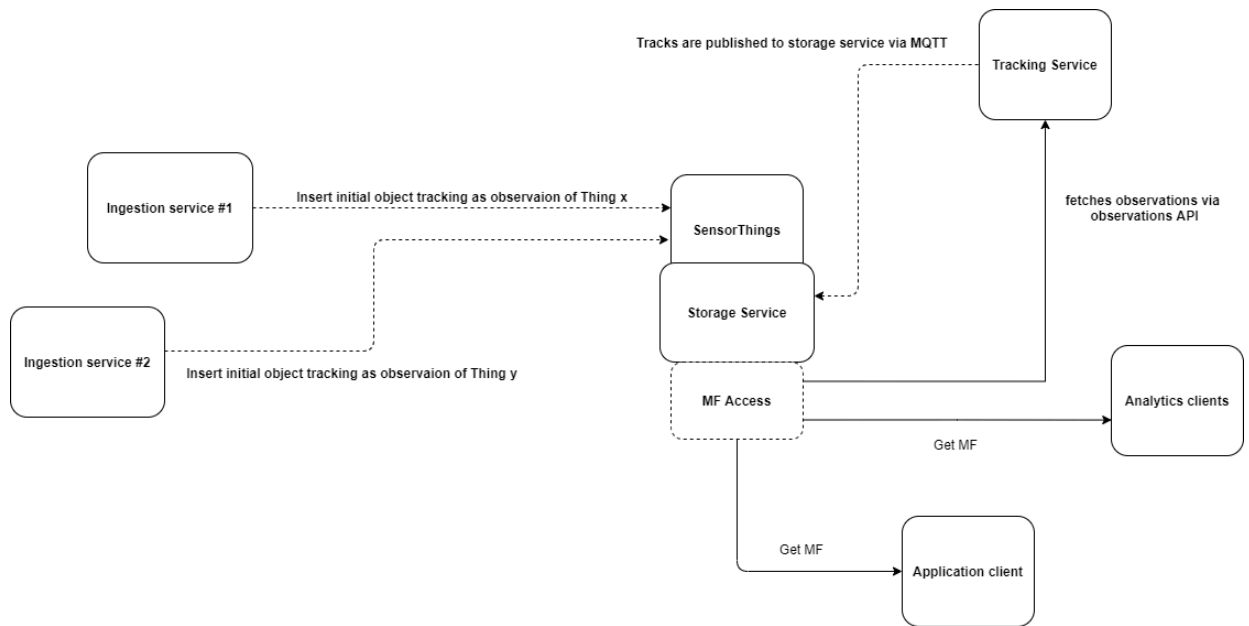 Tracks are published to storage service via MQTT
Tracking Service
Ingestion service #1
Insert initial object tracking as observaion of Thing x
fetches observations via
observations API
SensorThings
Storage Service
Ingestion service #2
Insert initial object tracking as observaion of Thing y
MF Access
Analytics clients
Get MF
Get MF
Application client